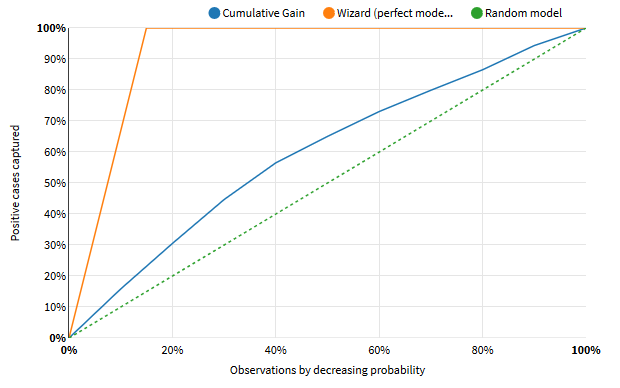 Cumulative Gain Wizard (perfect mode... Random model
100%
90%
80%
70%
60%
50%
40%
30%
20%
10%
0%
Positive cases captured
0% 20% 40% 60% 80% 100%
Observations by decreasing probability